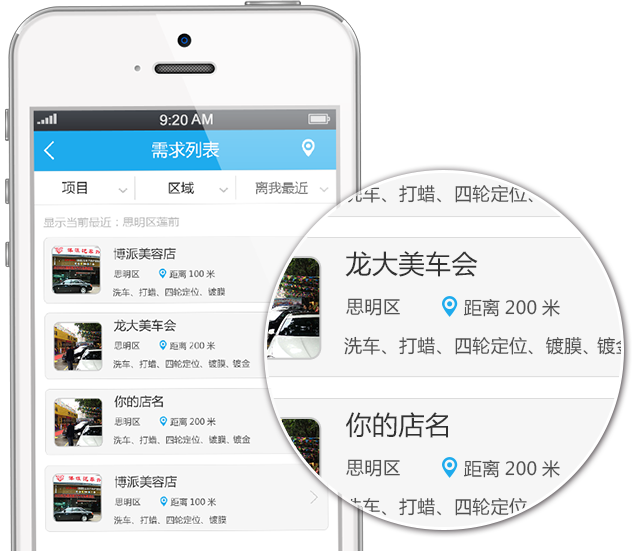 9:20 AM
需求列表
项目 区域 离我最近
显示当前最近：思明区莲前
博派美容店
思明区 距离 100 米
洗车、打蜡、四轮定位、镀膜
龙大美车会
思明区 距离 200 米
洗车、打蜡、四轮定位、镀膜、镀金
你的店名
思明区 距离 200 米
洗车、打蜡、四轮定位、镀膜、镀金
博派美容店
思明区 距离 100 米
洗车、打蜡、四轮定位、镀膜
洗车、打蜡、四轮定位、
龙大美车会
思明区 距离 200 米
洗车、打蜡、四轮定位、镀膜、镀金
你的店名
思明区 距离 200 米
洗车、打蜡、四轮定位